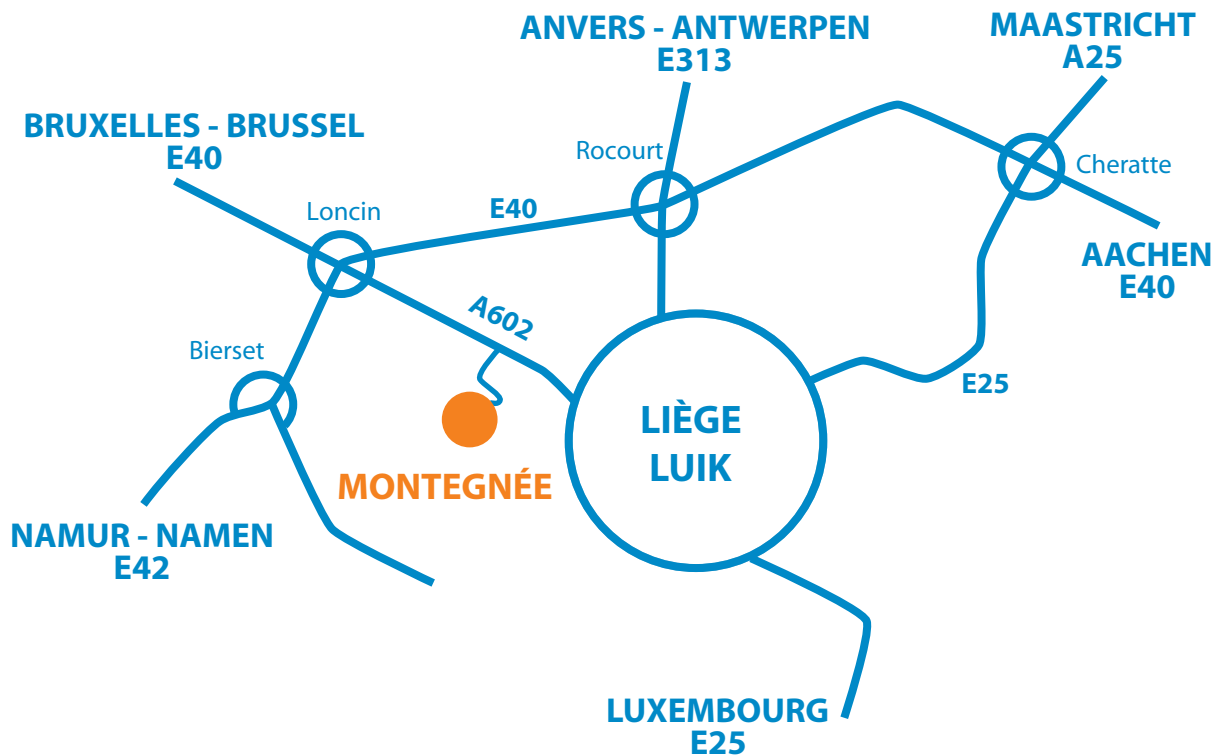 ANVERS - ANTWERPEN
E313
MAASTRICHT
A25
BRUXELLES - BRUSSEL
E40
Rocourt
Cheratte
Loncin
E40
AACHEN
E40
A602
Bierset
E25
LIÈGE
LUIK
MONTEGNÉE
NAMUR - NAMEN
E42
LUXEMBOURG
E25